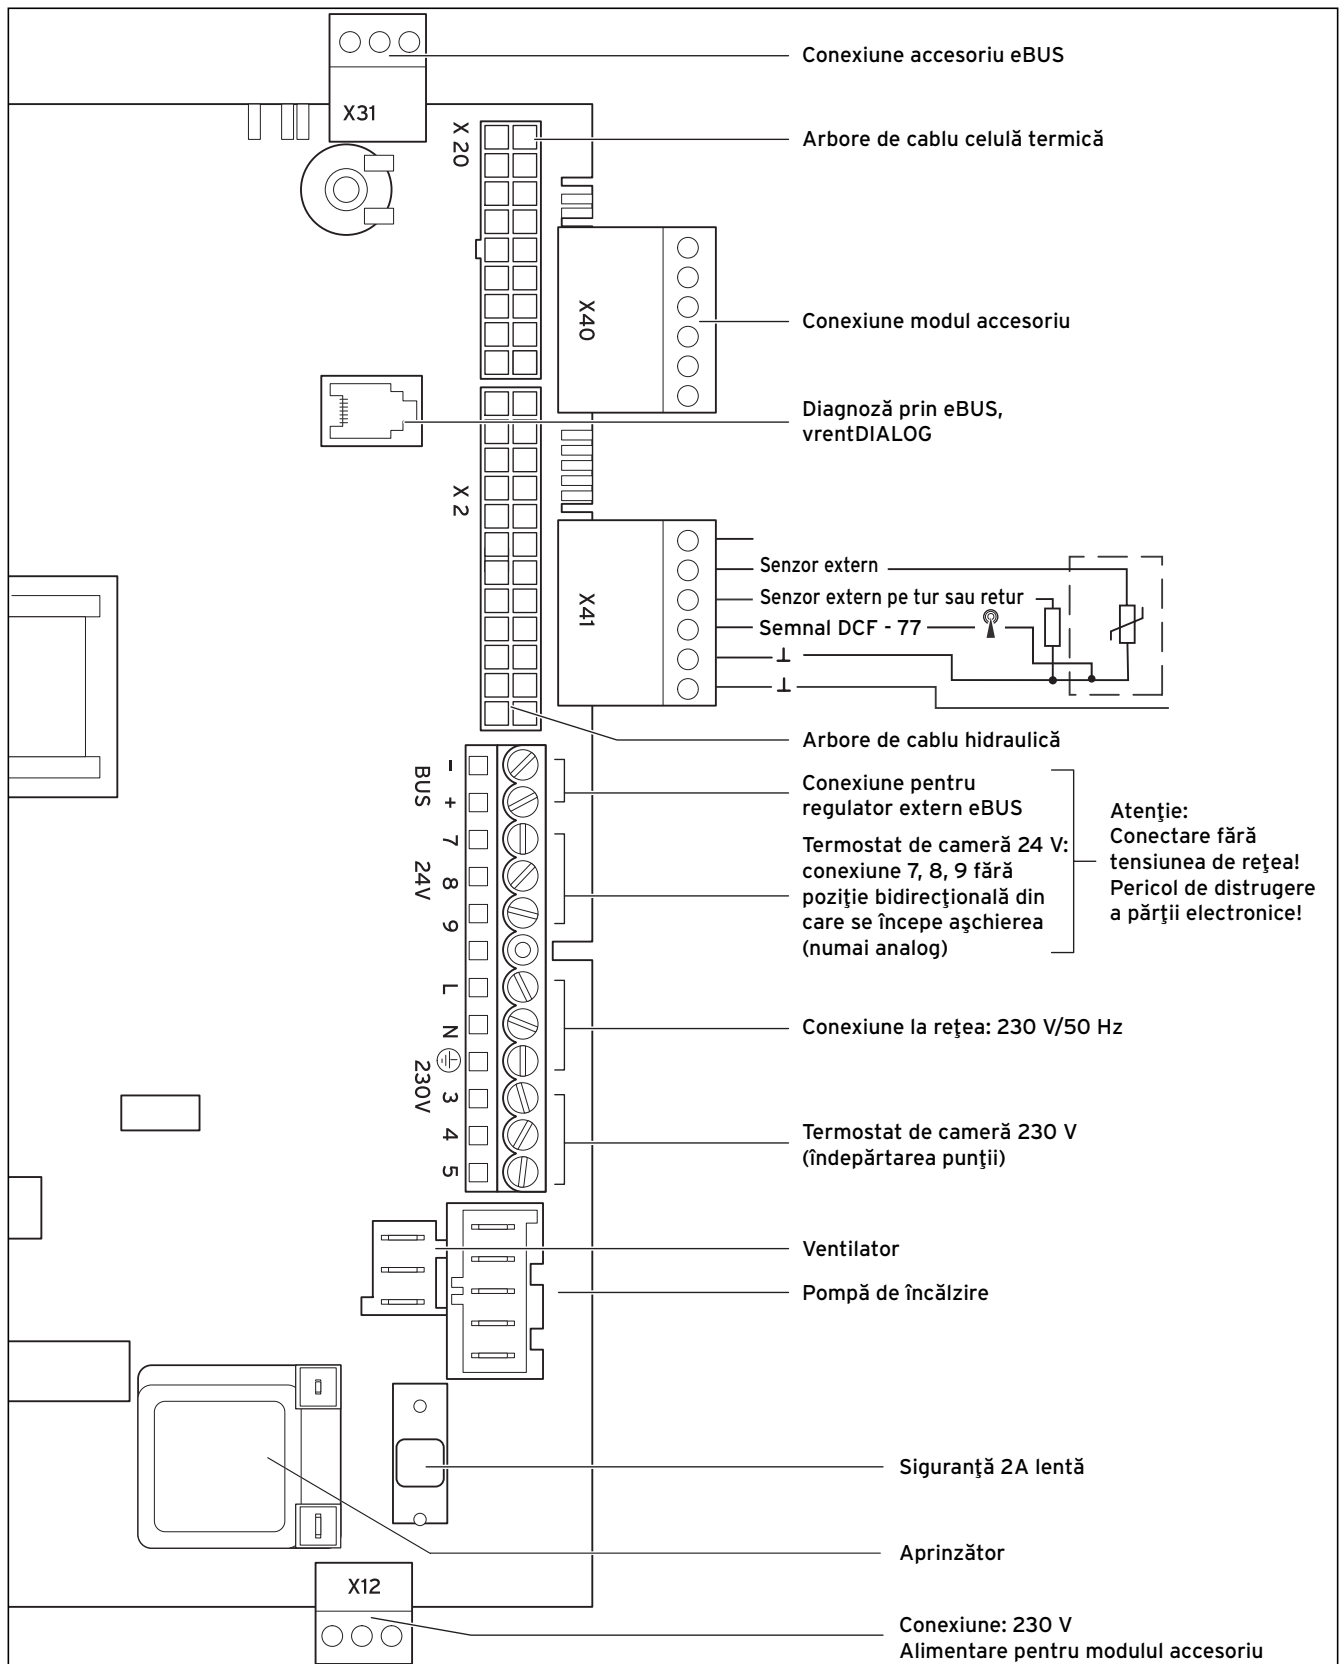 Conexiune accesoriu eBUS
X31
X 20
Arbore de cablu celulă termică
X40
Conexiune modul accesoriu
Diagnoză prin eBUS,
vrentDIALOG
X 2
X41
Senzor extern
Senzor extern pe tur sau retur
Semnal DCF - 77
Arbore de cablu hidraulică
BUS
-
+
Conexiune pentru
regulator extern eBUS
24V
7
8
9
Termostat de cameră 24 V:
conexiune 7, 8, 9 fără
poziţie bidirecţională din
care se începe aşchierea
(numai analog)
Atenţie:
Conectare fără
tensiunea de reţea!
Pericol de distrugere
a părţii electronice!
L
N
Conexiune la reţea: 230 V/50 Hz
230V
3
4
5
Termostat de cameră 230 V
(îndepărtarea punţii)
Ventilator
Pompă de încălzire
Siguranţă 2A lentă
Aprinzător
X12
Conexiune: 230 V
Alimentare pentru modulul accesoriu